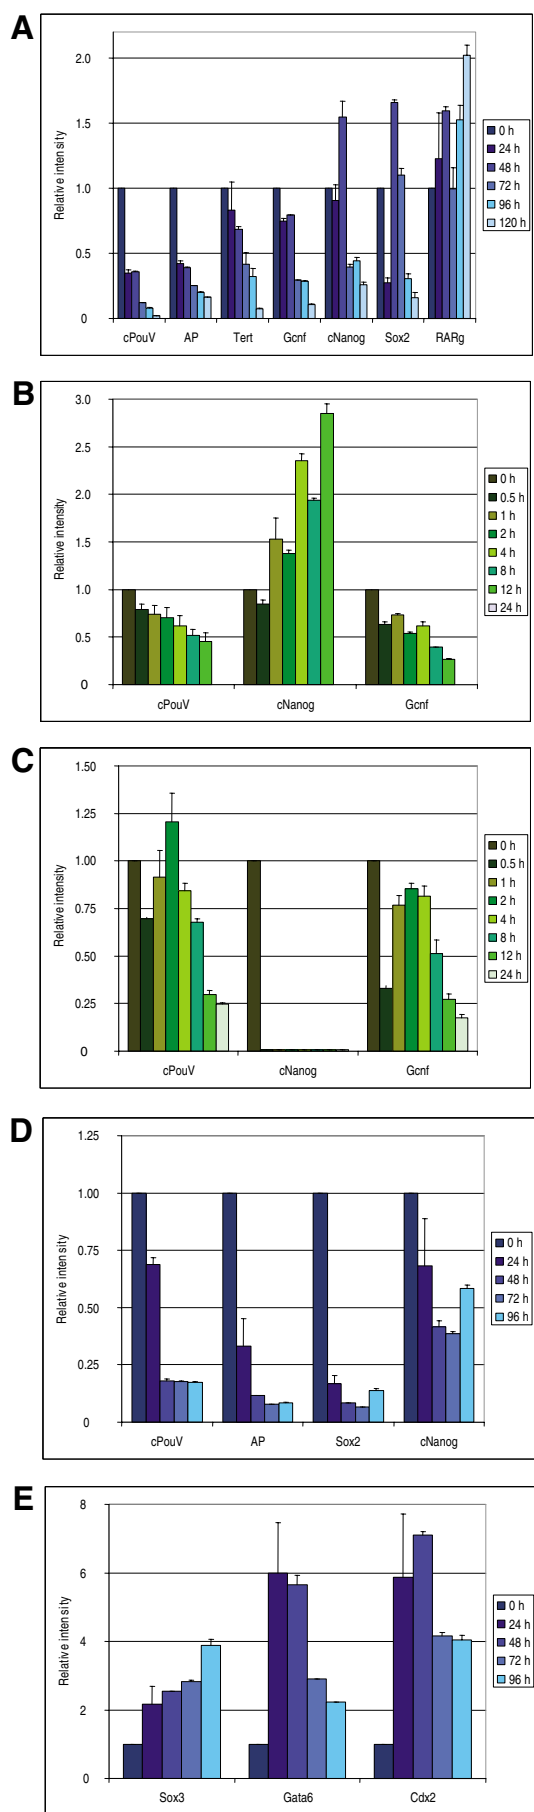 A
Relative intensity
2.0
1.5
1.0
0.5
0
cPouV AP Tert Gcnf cNanog Sox2 RARg
0 h
24 h
48 h
72 h
96 h
120 h
B
Relative intensity
3.0
2.5
2.0
1.5
1.0
0.5
0
cPouV cNanog Gcnf
0 h
0.5 h
1 h
2 h
4 h
8 h
12 h
24 h
C
Relative intensity
1.50
1.25
1.00
0.75
0.50
0.25
0
cPouV cNanog Gcnf
0 h
0.5 h
1 h
2 h
4 h
8 h
12 h
24 h
D
Relative intensity
1.25
1.00
0.75
0.50
0.25
0
cPouV AP Sox2 cNanog
0 h
24 h
48 h
72 h
96 h
E
Relative intensity
8
6
4
2
0
Sox3 Gata6 Cdx2
0 h
24 h
48 h
72 h
96 h